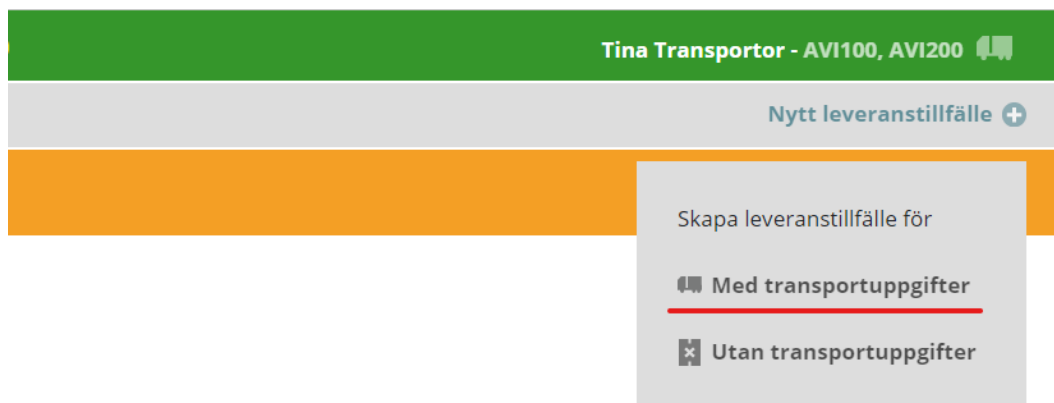 Tina Transportor - AVI100, AVI200
Nytt leveranstillfälle
Skapa leveranstillfälle för
Med transportuppgifter
Utan transportuppgifter